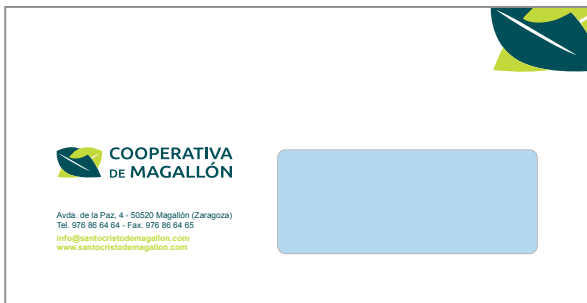 COOPERATIVA
DE MAGALLÓN
Avda. de la Paz, 4 - 50520 Magallón (Zaragoza)
Tel. 976 86 64 64 - Fax. 976 86 64 65
info@santocristodemagallon.com
www.santocristodemagallon.com